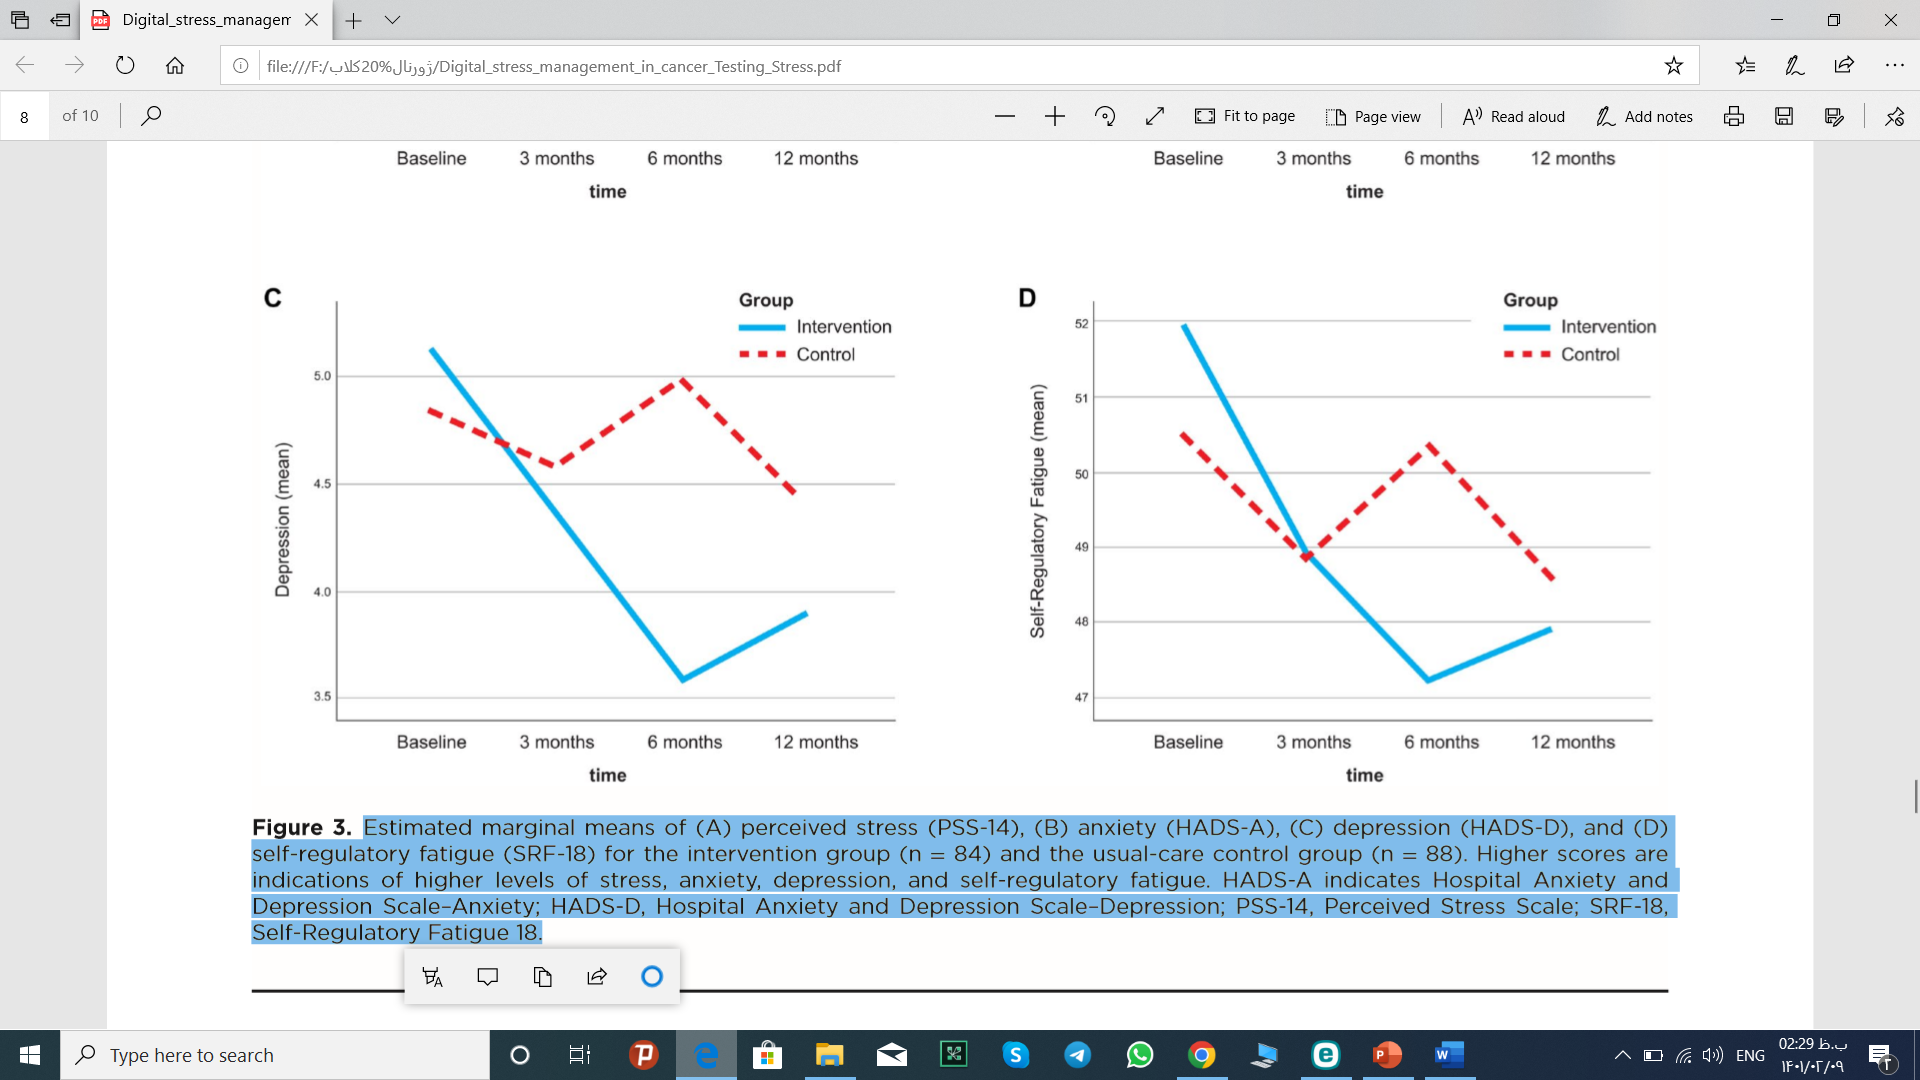 Digital_stress_managem
file:///F:/ژورنال%20کلاب/Digital_stress_management_in_cancer_Testing_Stress.pdf
8 of 10
Fit to page
Page view
Read aloud
Add notes
Baseline 3 months 6 months 12 months
time
Baseline 3 months 6 months 12 months
time
C
Group
Intervention
Control
Depression (mean)
5.0
4.5
4.0
3.5
Baseline 3 months 6 months 12 months
time
D
Group
Intervention
Control
Self-Regulatory Fatigue (mean)
52
51
50
49
48
47
Baseline 3 months 6 months 12 months
time
Figure 3. Estimated marginal means of (A) perceived stress (PSS-14), (B) anxiety (HADS-A), (C) depression (HADS-D), and (D)
self-regulatory fatigue (SRF-18) for the intervention group (n = 84) and the usual-care control group (n = 88). Higher scores are
indications of higher levels of stress, anxiety, depression, and self-regulatory fatigue. HADS-A indicates Hospital Anxiety and
Depression Scale–Anxiety; HADS-D, Hospital Anxiety and Depression Scale–Depression; PSS-14, Perceived Stress Scale; SRF-18,
Self-Regulatory Fatigue 18.
Type here to search
ENG
02:29 ب.ظ
۱۴۰۱/۰۲/۰۹
۲